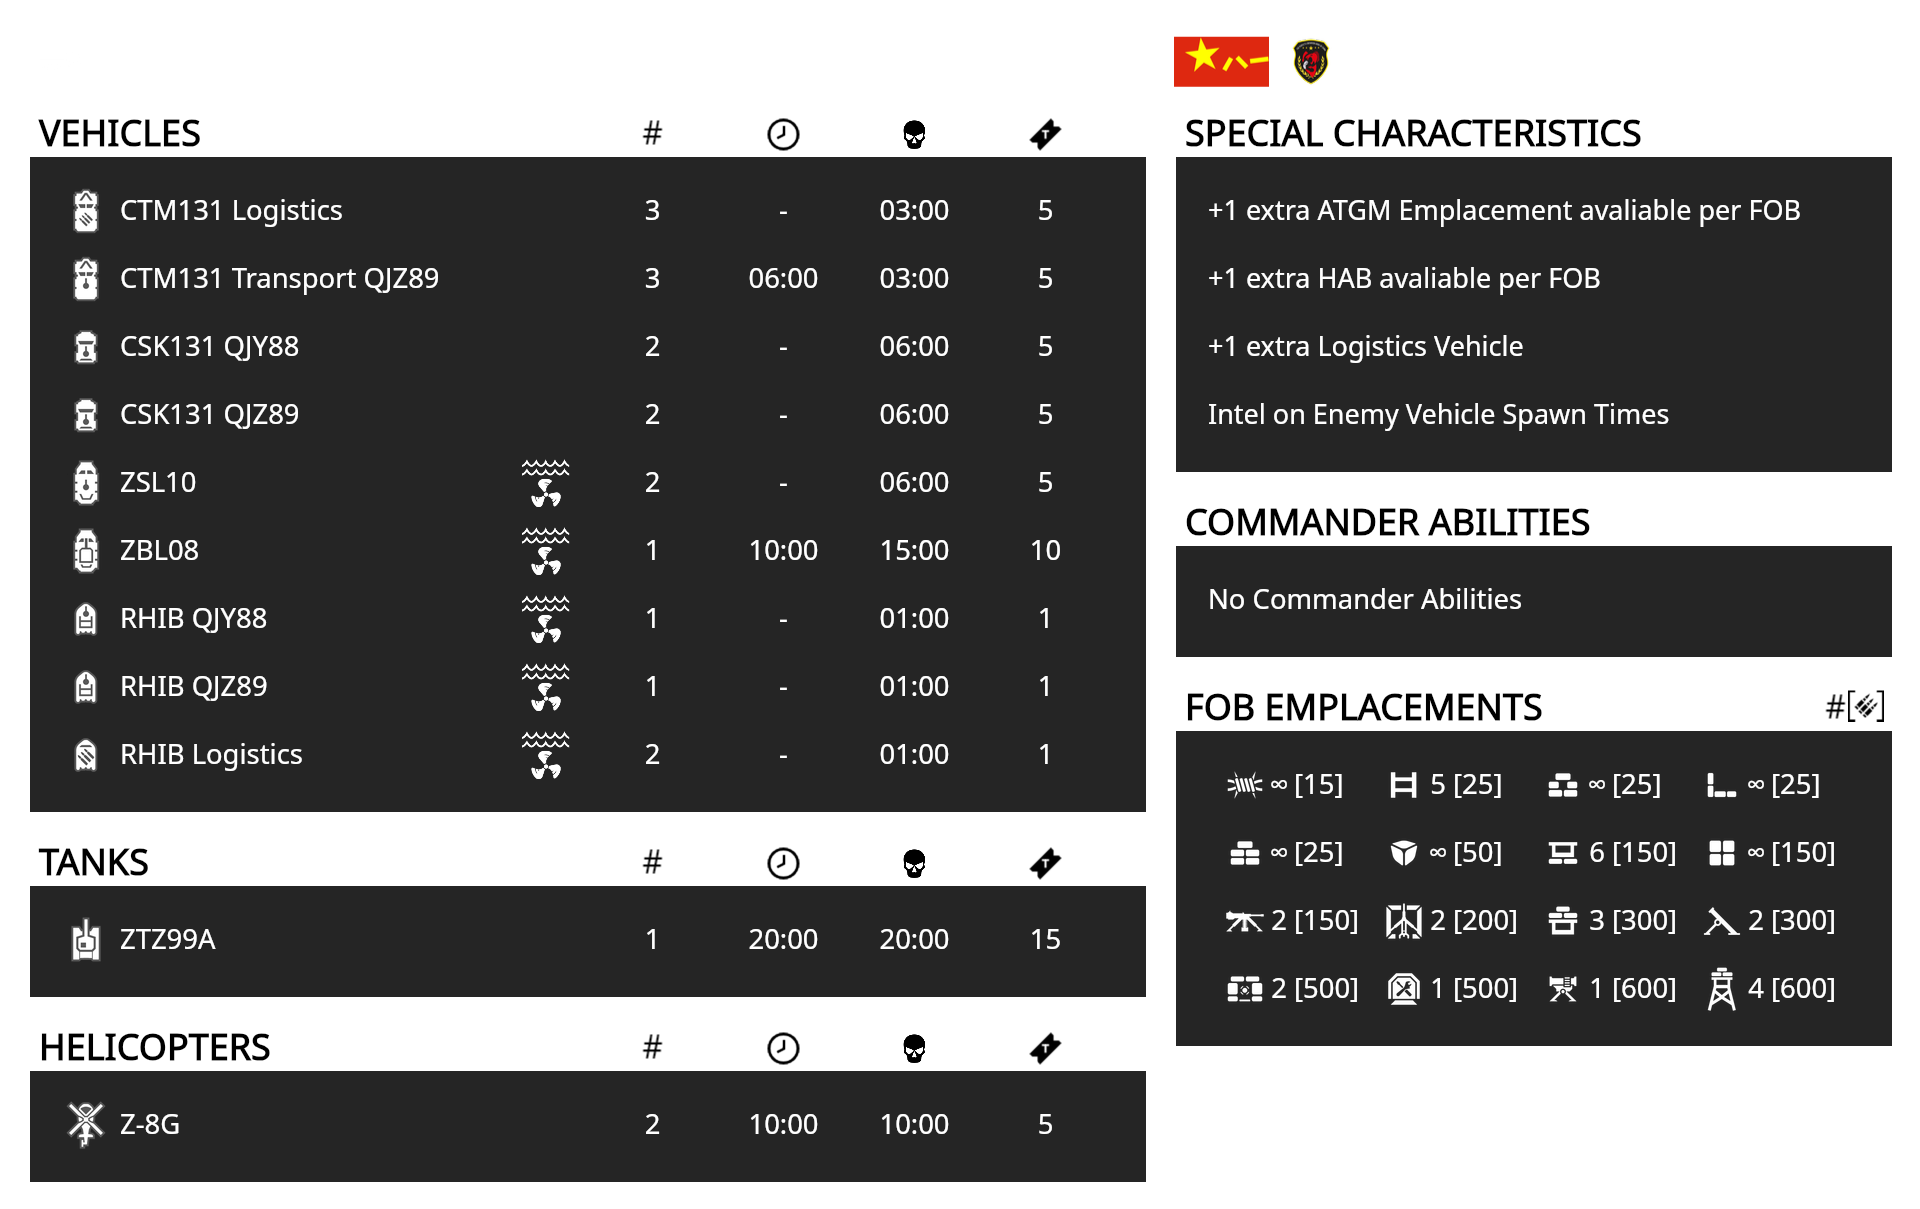 VEHICLES #
CTM131 Logistics 3 - 03:00 5
CTM131 Transport QJZ89 3 06:00 03:00 5
CSK131 QJY88 2 - 06:00 5
CSK131 QJZ89 2 - 06:00 5
ZSL10 2 - 06:00 5
ZBL08 1 10:00 15:00 10
RHIB QJY88 1 - 01:00 1
RHIB QJZ89 1 - 01:00 1
RHIB Logistics 2 - 01:00 1
TANKS #
ZTZ99A 1 20:00 20:00 15
HELICOPTERS #
Z-8G 2 10:00 10:00 5
八一
SPECIAL CHARACTERISTICS
+1 extra ATGM Emplacement avaliable per FOB
+1 extra HAB avaliable per FOB
+1 extra Logistics Vehicle
Intel on Enemy Vehicle Spawn Times
COMMANDER ABILITIES
No Commander Abilities
FOB EMPLACEMENTS #[]
∞ [15] 5 [25] ∞ [25] ∞ [25]
∞ [25] ∞ [50] 6 [150] ∞ [150]
2 [150] 2 [200] 3 [300] 2 [300]
2 [500] 1 [500] 1 [600] 4 [600]